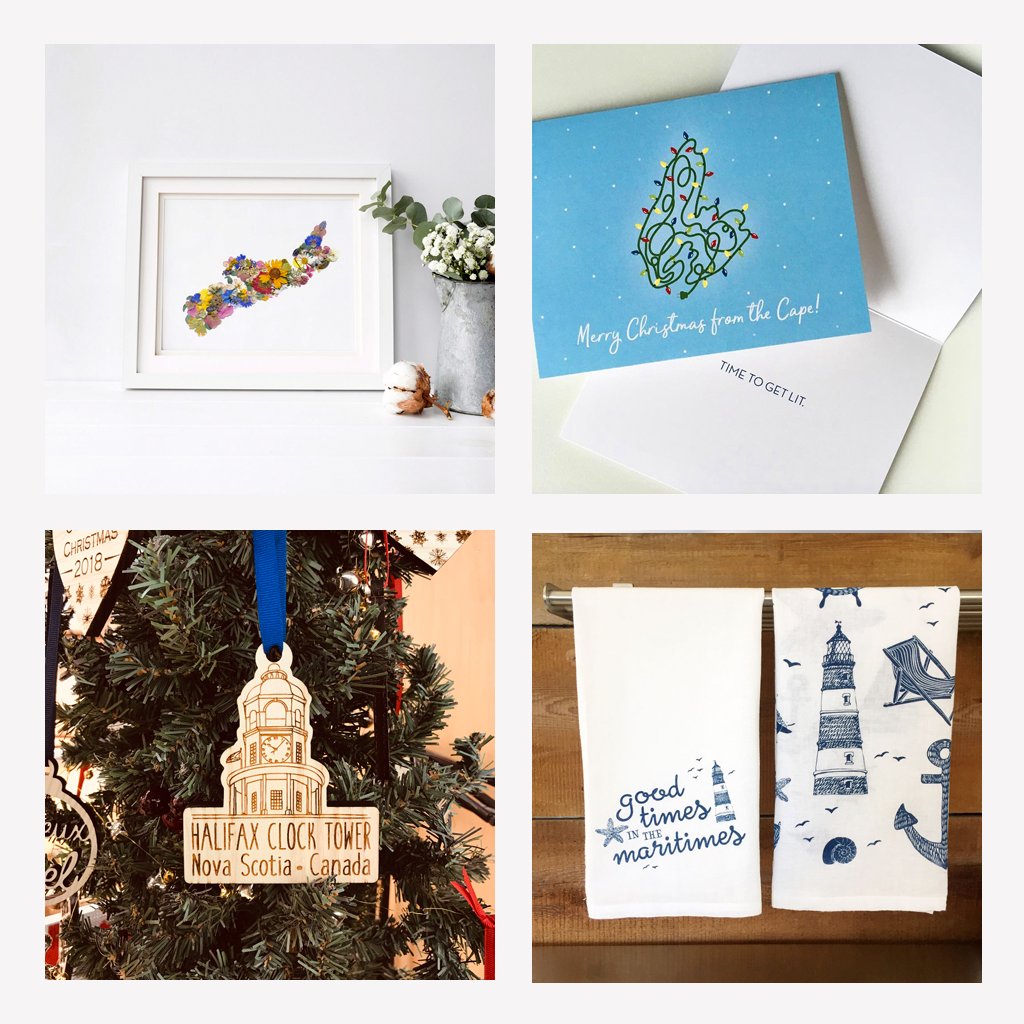 Merry Christmas from the Cape!
TIME TO GET LIT.
CHRISTMAS
-2018-
HALIFAX CLOCK TOWER
Nova Scotia - Canada
good
times
IN THE
maritimes